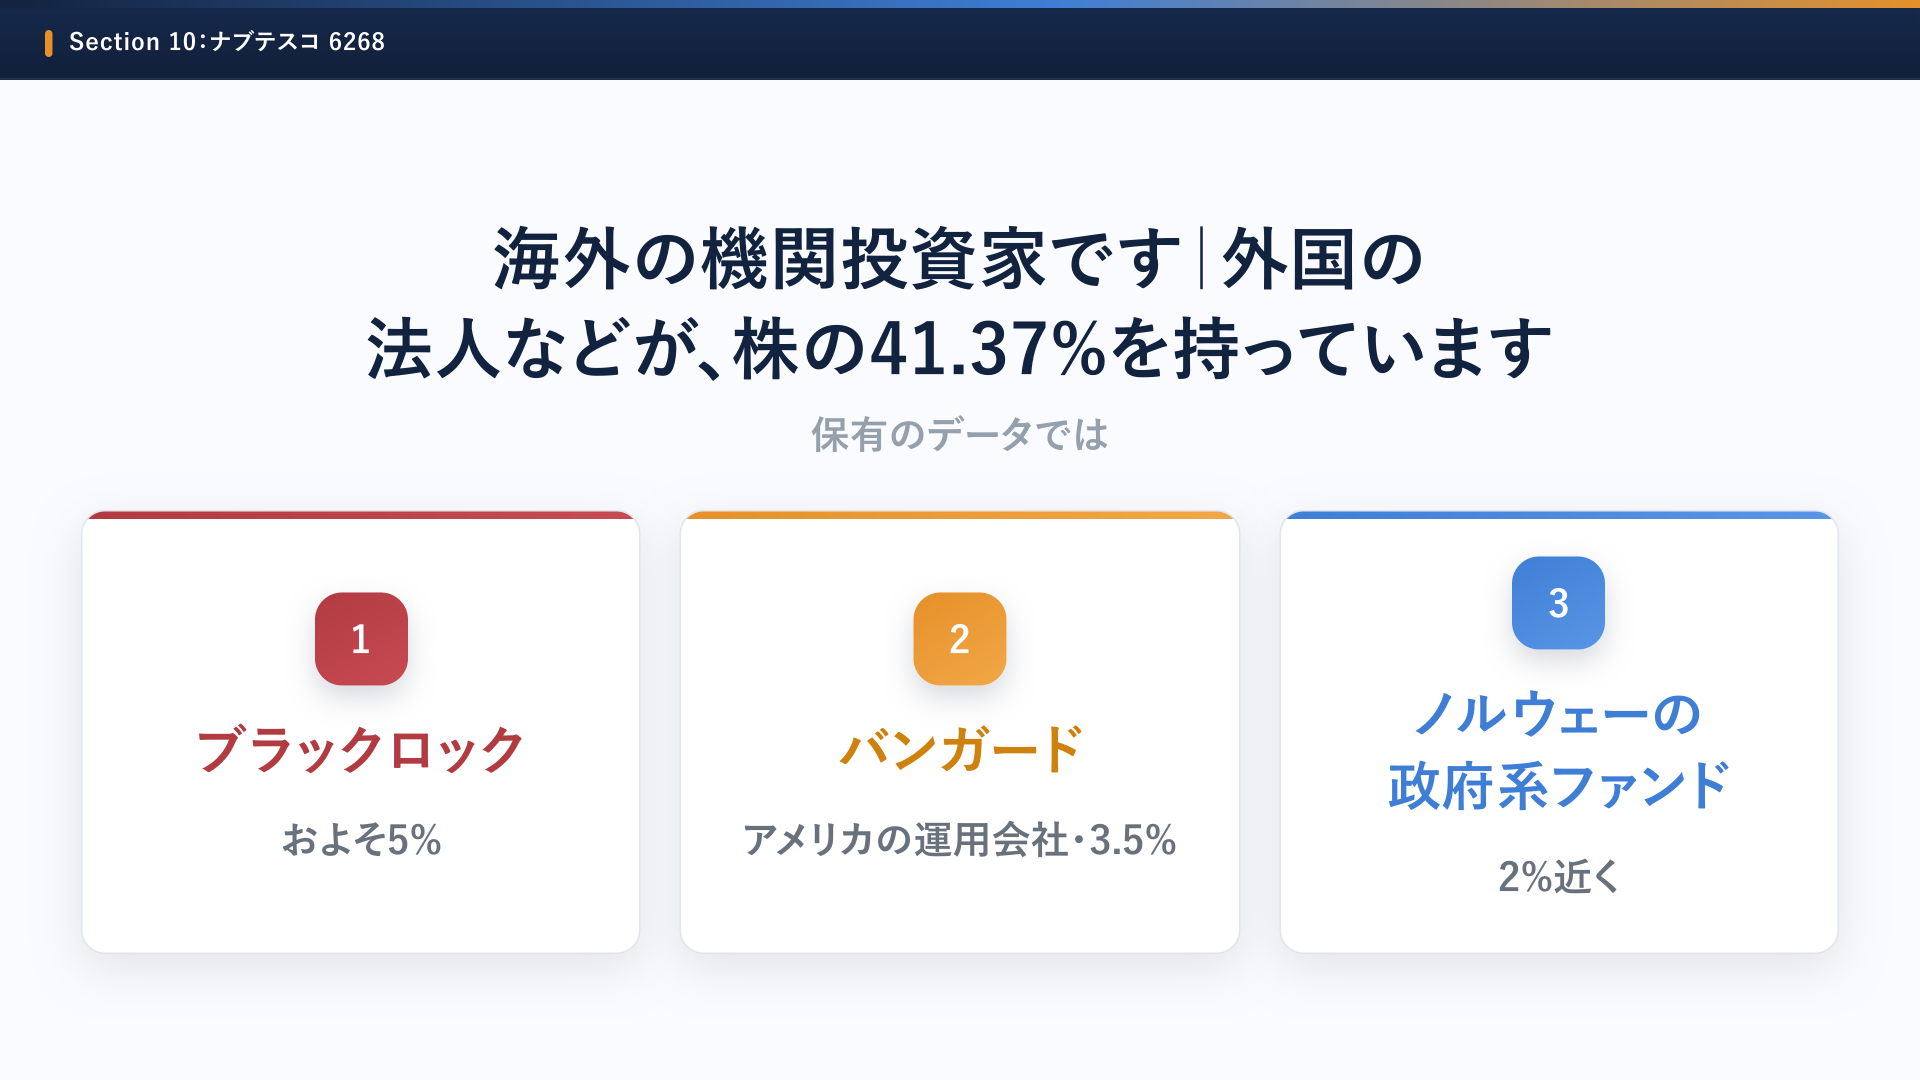 Section 10：ナブテスコ 6268
海外の機関投資家です｜外国の
法人などが、株の41.37%を持っています
保有のデータでは
1
ブラックロック
およそ5%
2
バンガード
アメリカの運用会社・3.5%
3
ノルウェーの
政府系ファンド
2%近く